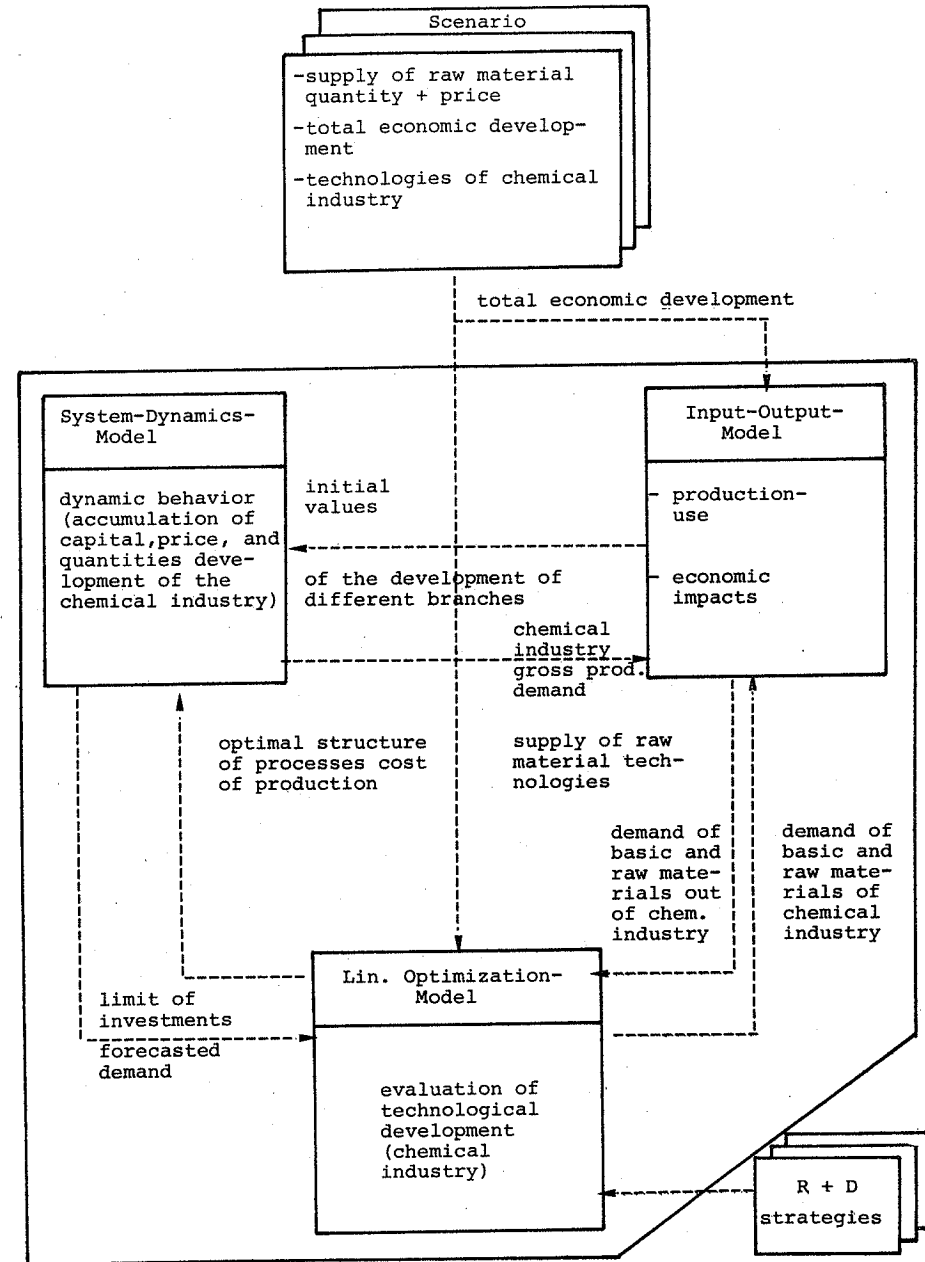 Scenario
-supply of raw material
quantity + price
-total economic develop-
ment
-technologies of chemical
industry
total economic development
System-Dynamics-
Model
dynamic behavior
(accumulation of
capital,price, and
quantities deve-
lopment of the
chemical industry)
initial
values
of the development of
different branches
Input-Output-
Model
- production-
use
- economic
impacts
chemical
industry
gross prod.
demand
optimal structure
of processes cost
of production
supply of raw
material tech-
nologies
demand of
basic and
raw mate-
rials out
of chem.
industry
demand of
basic and
raw mate-
rials of
chemical
industry
limit of
investments
forecasted
demand
Lin. Optimization-
Model
evaluation of
technological
development
(chemical
industry)
R + D
strategies